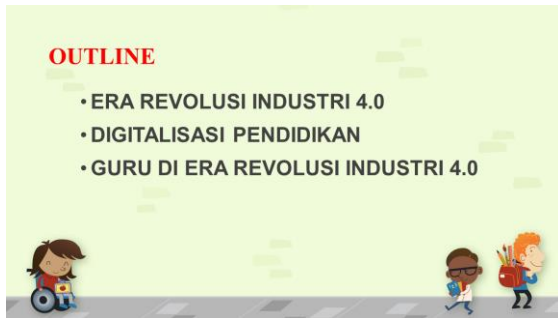 OUTLINE
• ERA REVOLUSI INDUSTRI 4.0
• DIGITALISASI PENDIDIKAN
• GURU DI ERA REVOLUSI INDUSTRI 4.0